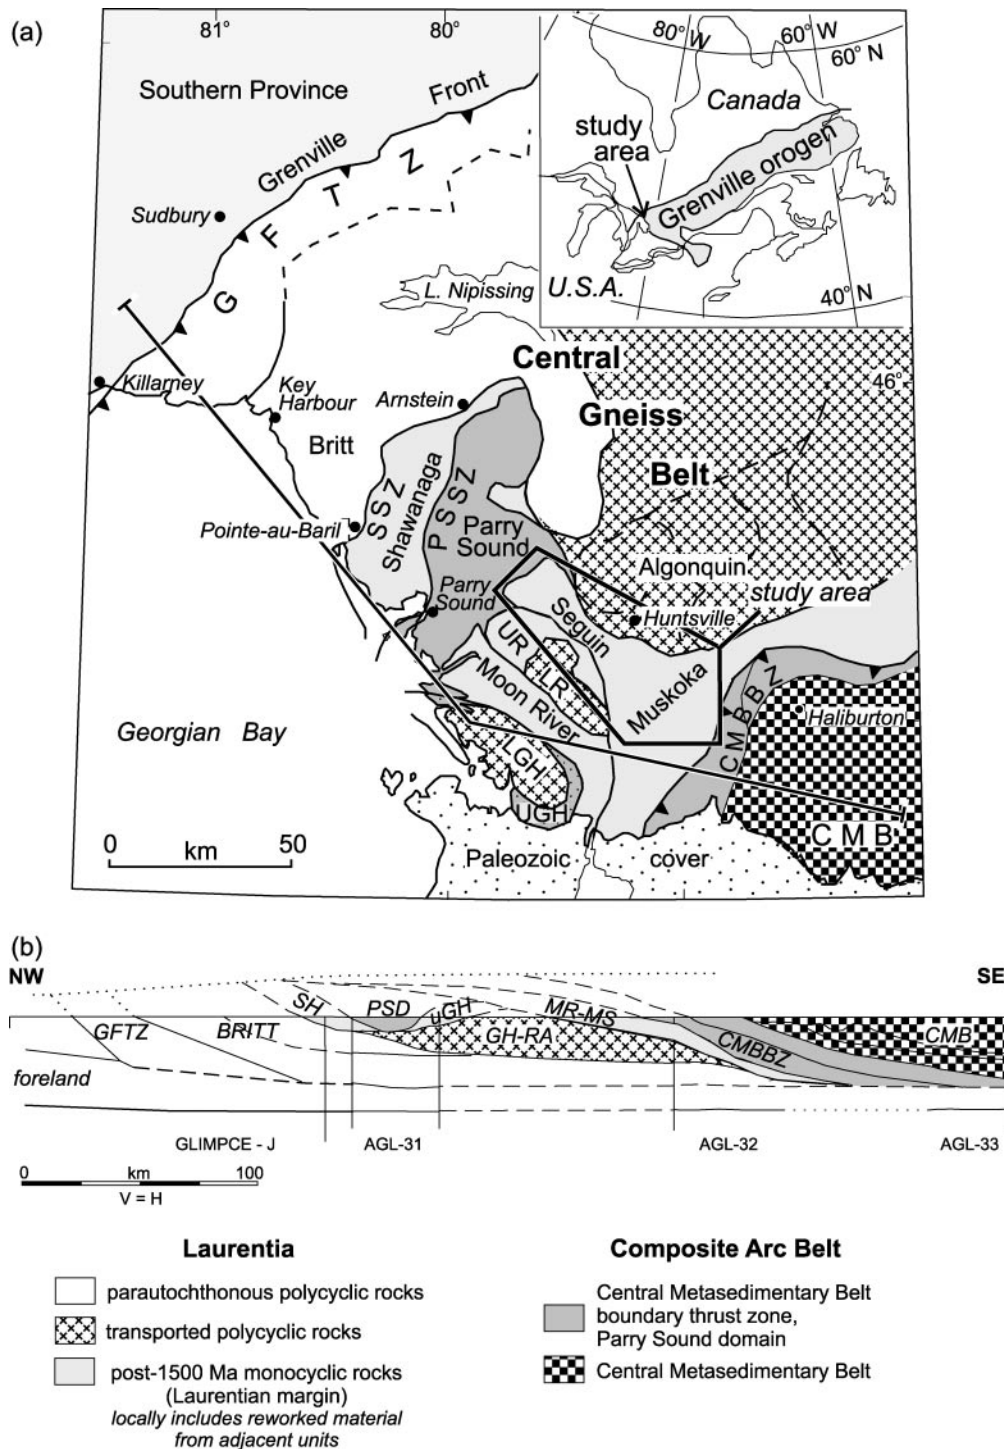 (a)
81°
80°
Southern Province
Grenville Front
G F T Z
Sudbury
L. Nipissing
80° W
60° W
60° N
Canada
study
area
Grenville orogen
U.S.A.
40° N
Central
Gneiss
Belt
46°
Killarney
Key
Harbour
Arnstein
Britt
S S Z
Shawanaga
P S S Z
Pointe-au-Baril
Parry
Sound
Parry
Sound
Algonquin
study area
Huntsville
Seguin
UR
LR
Moon River
Muskoka
C M B B Z
Haliburton
Georgian Bay
LGH
UGH
C M B
0 50
km
Paleozoic cover
(b)
NW
SE
SH
PSD
uGH
MR-MS
GFTZ
BRITT
GH-RA
CMBBZ
CMB
foreland
GLIMPCE - J
AGL-31
AGL-32
AGL-33
0 km 100
V = H
Laurentia
parautochthonous polycyclic rocks
transported polycyclic rocks
post-1500 Ma monocyclic rocks
(Laurentian margin)
locally includes reworked material
from adjacent units
Composite Arc Belt
Central Metasedimentary Belt
boundary thrust zone,
Parry Sound domain
Central Metasedimentary Belt